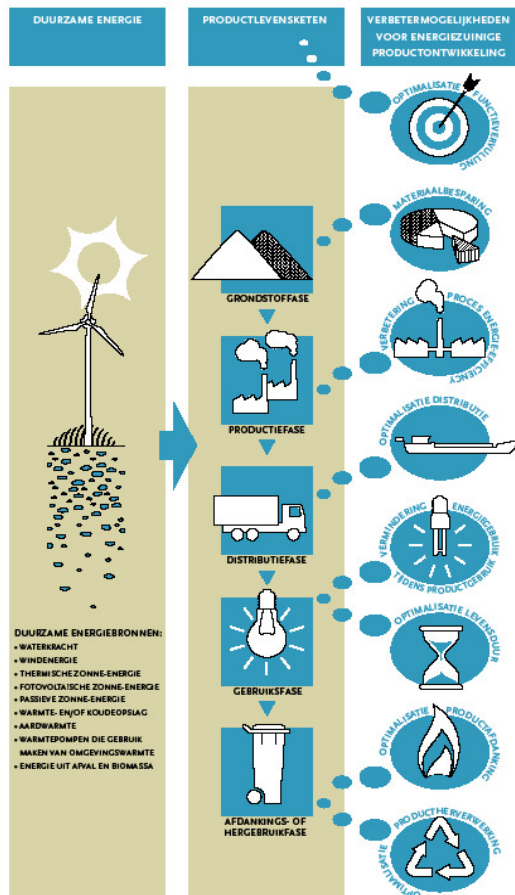 DUURZAME ENERGIE
PRODUCTLEVENSKETEN
VERBETERMOGELIJKHEDEN
VOOR ENERGIEZUINIGE
PRODUCTONTWIKKELING
OPTIMALISATIE FUNCTIEVERVULLING
MATERIAALBESPARING
GRONDSTOFFASE
VERBETERING PROCES ENERGIE-EFFICIENCY
PRODUCTIEFASE
OPTIMALISATIE DISTRIBUTIE
DISTRIBUTIEFASE
VERMINDERING ENERGIEGEBRUIK
TIJDENS PRODUCTGEBRUIK
OPTIMALISATIE LEVENSDUUR
GEBRUIKSFASE
DUURZAME ENERGIEBRONNEN:
• WATERKRACHT
• WINDENERGIE
• THERMISCHE ZONNE-ENERGIE
• FOTOVOLTAÏSCHE ZONNE-ENERGIE
• PASSIEVE ZONNE-ENERGIE
• WARMTE- EN/OF KOUDEOPSLAG
• AARDWARMTE
• WARMTEPOMPEN DIE GEBRUIK
MAKEN VAN OMGEVINGSWARMTE
• ENERGIE UIT AFVAL EN BIOMASSA
OPTIMALISATIE PRODUCTAFDANKING
AFDANKINGS- OF
HERGEBRUIKFASE
OPTIMALISATIE PRODUCTHERVERWERKING